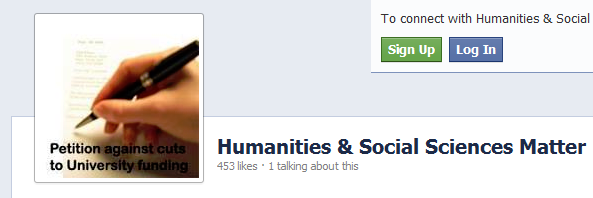 To connect with Humanities & Social
Sign Up Log In
Petition against cuts
to University funding
Humanities & Social Sciences Matter
453 likes · 1 talking about this